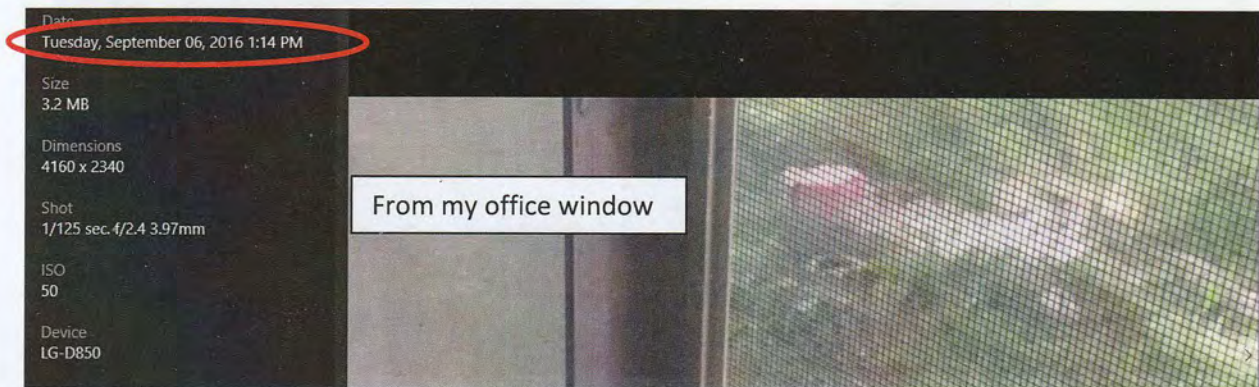 Date
Tuesday, September 06, 2016 1:14 PM
Size
3.2 MB
Dimensions
4160 x 2340
Shot
1/125 sec. f/2.4 3.97mm
ISO
50
Device
LG-D850
From my office window